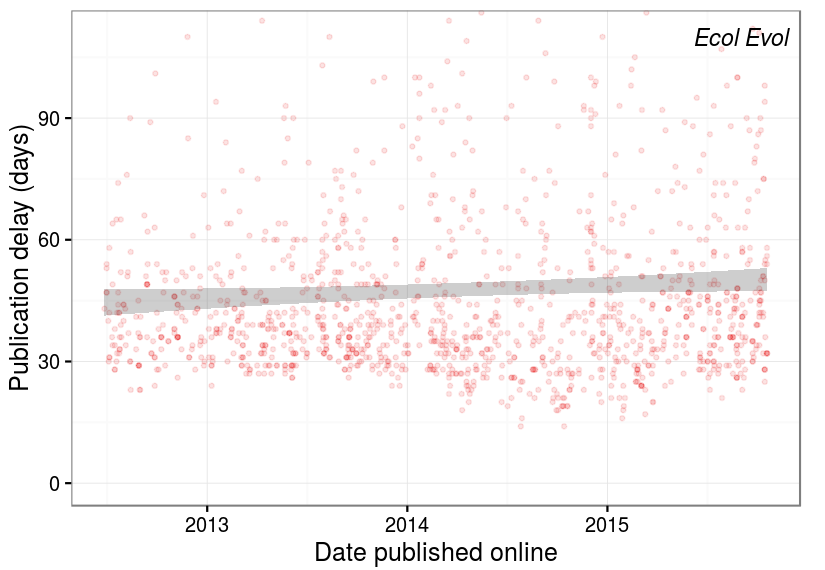 Ecol Evol
Publication delay (days)
90
60
30
0
2013 2014 2015
Date published online